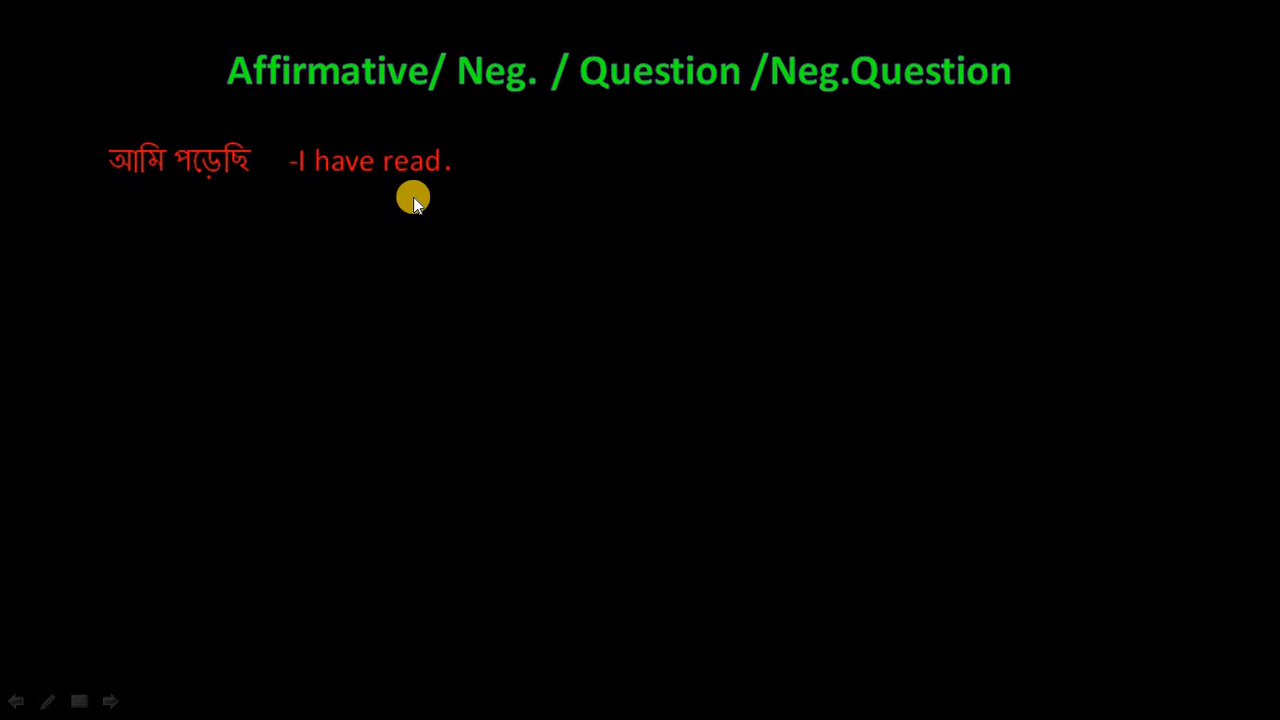 Affirmative/ Neg. / Question /Neg.Question
আমি পড়েছি -I have read.